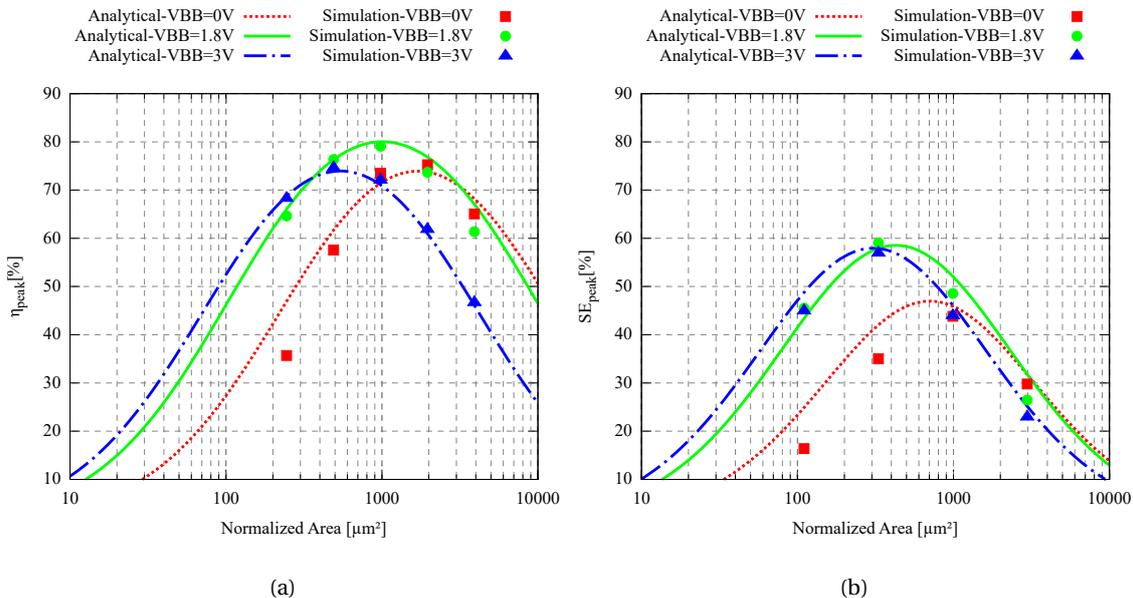 Analytical-VBB=0V Simulation-VBB=0V
Analytical-VBB=1.8V Simulation-VBB=1.8V
Analytical-VBB=3V Simulation-VBB=3V
90
80
70
60
50
40
30
20
10
ηpeak[%]
10 100 1000 10000
Normalized Area [µm²]
(a)
Analytical-VBB=0V Simulation-VBB=0V
Analytical-VBB=1.8V Simulation-VBB=1.8V
Analytical-VBB=3V Simulation-VBB=3V
90
80
70
60
50
40
30
20
10
SEpeak[%]
10 100 1000 10000
Normalized Area [µm²]
(b)